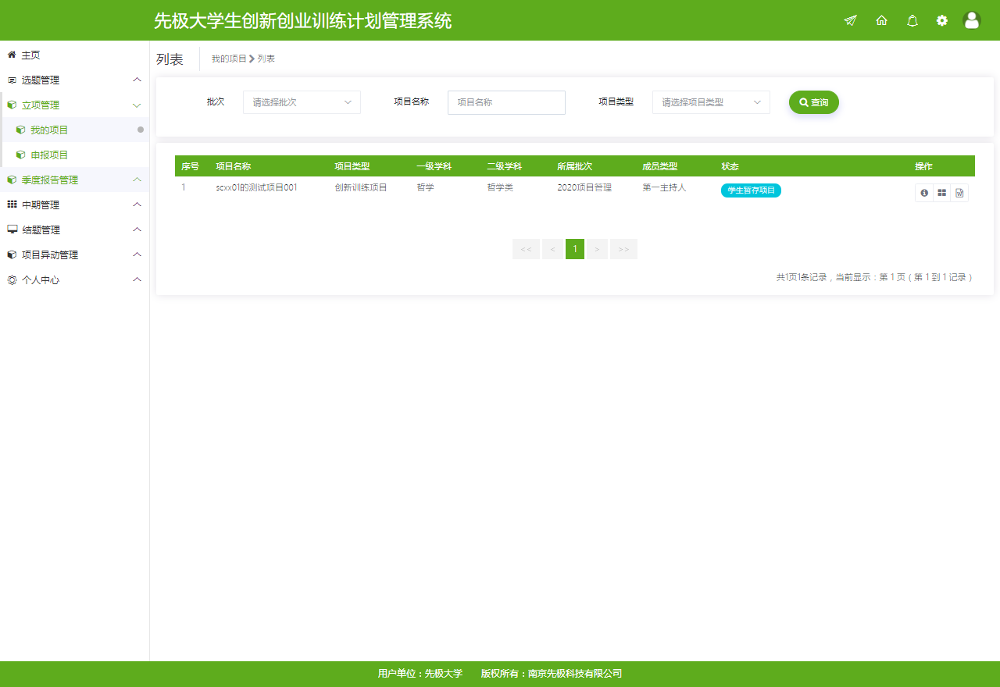 先极大学生创新创业训练计划管理系统
主页
选题管理
立项管理
我的项目
申报项目
季度报告管理
中期管理
结题管理
项目异动管理
个人中心
列表 我的项目 列表
批次 请选择批次 项目名称 项目名称 项目类型 请选择项目类型 查询
序号 项目名称 项目类型 一级学科 二级学科 所属批次 成员类型 状态 操作
1 scxx01的测试项目001 创新训练项目 哲学 哲学类 2020项目管理 第一主持人 学生暂存项目
<< < 1 > >>
共1页1条记录，当前显示：第 1 页 ( 第 1 到 1 记录 )
用户单位：先极大学 版权所有：南京先极科技有限公司